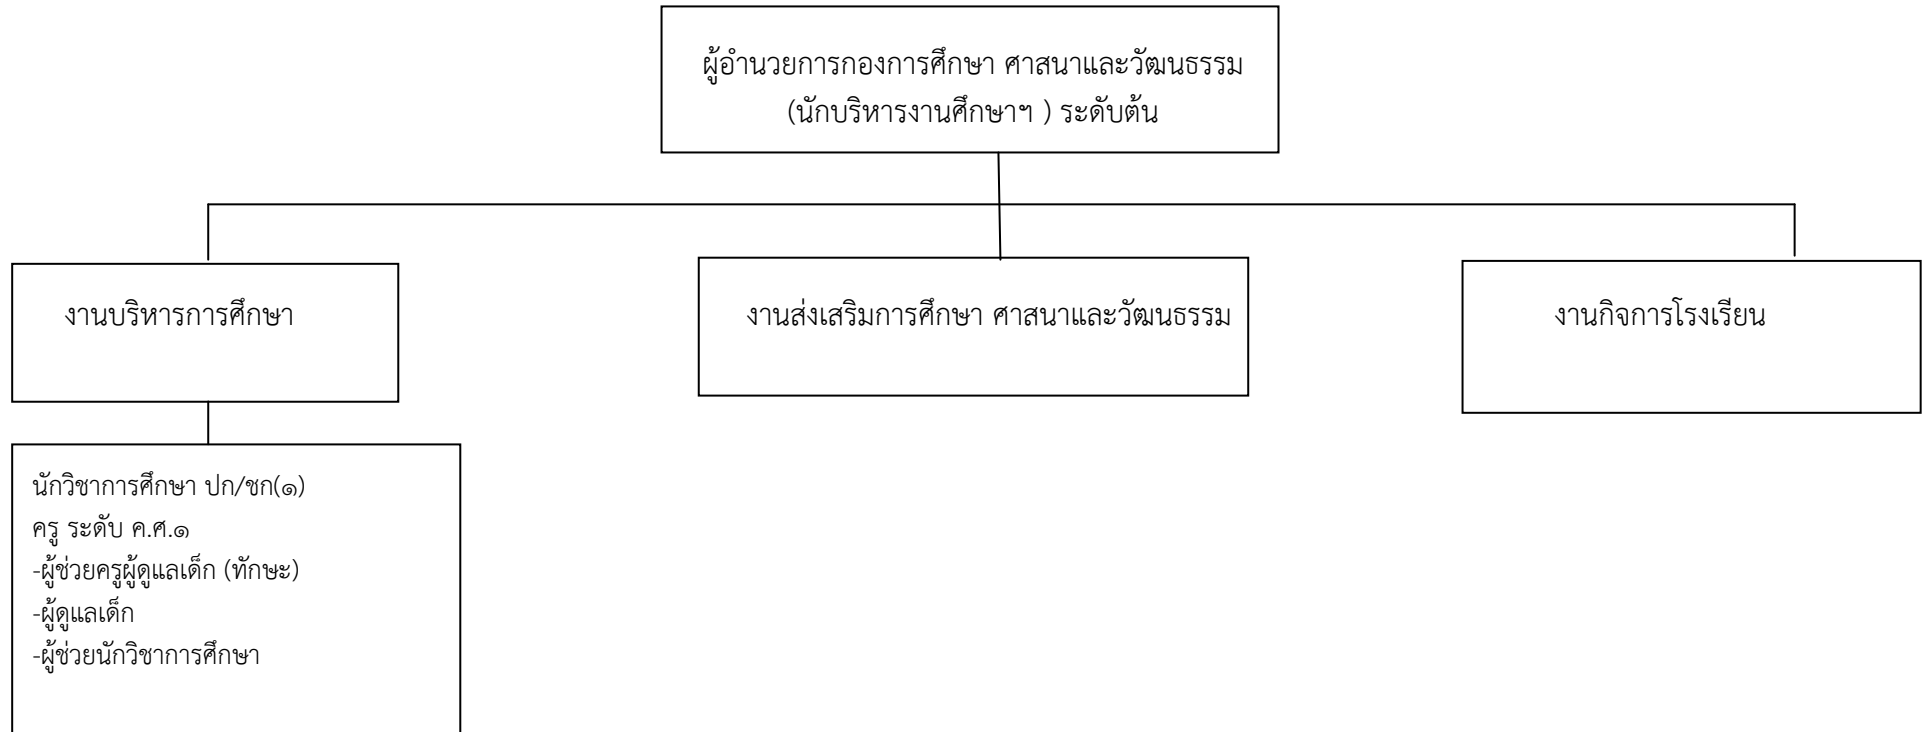 ผู้อำนวยการกองการศึกษา ศาสนาและวัฒนธรรม
(นักบริหารงานศึกษาฯ ) ระดับต้น
งานบริหารการศึกษา
งานส่งเสริมการศึกษา ศาสนาและวัฒนธรรม
งานกิจการโรงเรียน
นักวิชาการศึกษา ปก/ชก(๑)
ครู ระดับ ค.ศ.๑
-ผู้ช่วยครูผู้ดูแลเด็ก (ทักษะ)
-ผู้ดูแลเด็ก
-ผู้ช่วยนักวิชาการศึกษา